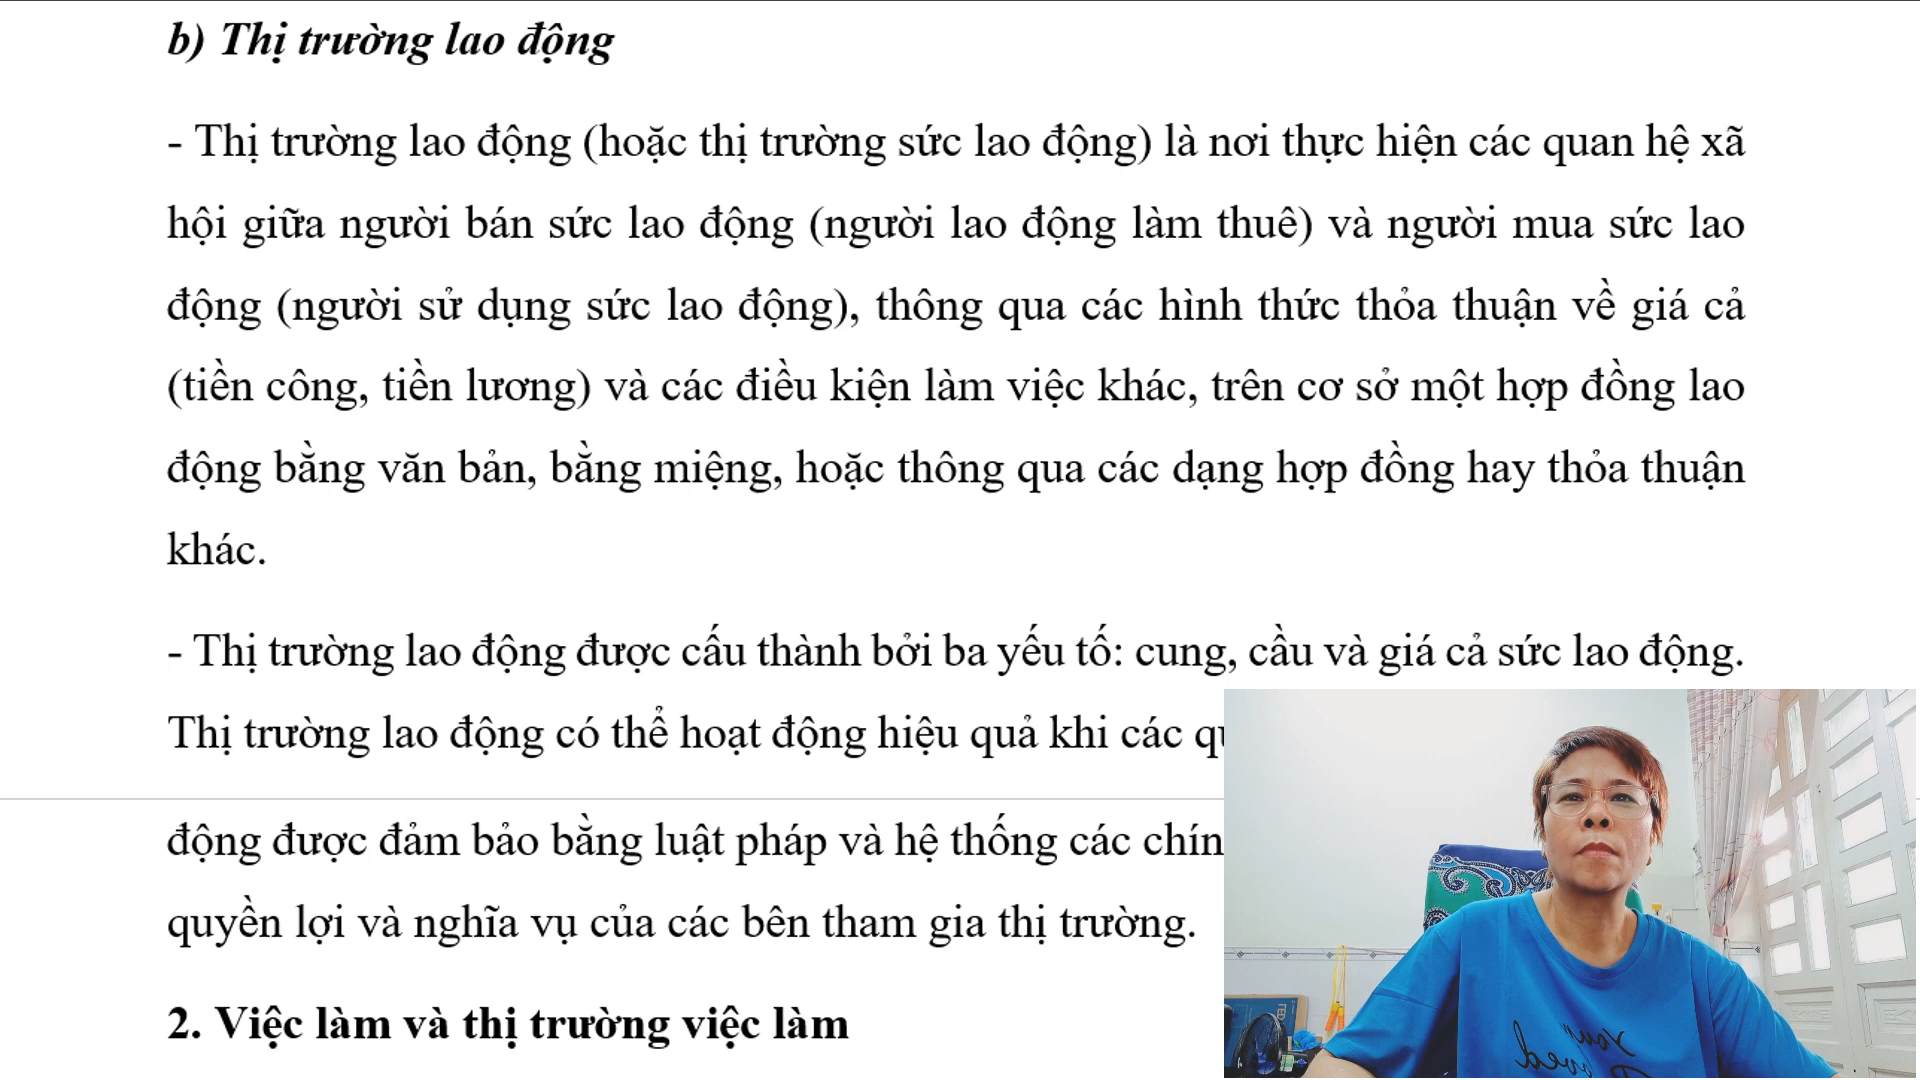 b) Thị trường lao động
- Thị trường lao động (hoặc thị trường sức lao động) là nơi thực hiện các quan hệ xã
hội giữa người bán sức lao động (người lao động làm thuê) và người mua sức lao
động (người sử dụng sức lao động), thông qua các hình thức thỏa thuận về giá cả
(tiền công, tiền lương) và các điều kiện làm việc khác, trên cơ sở một hợp đồng lao
động bằng văn bản, bằng miệng, hoặc thông qua các dạng hợp đồng hay thỏa thuận
khác.
- Thị trường lao động được cấu thành bởi ba yếu tố: cung, cầu và giá cả sức lao động.
Thị trường lao động có thể hoạt động hiệu quả khi các
động được đảm bảo bằng luật pháp và hệ thống các
quyền lợi và nghĩa vụ của các bên tham gia thị trường.
2. Việc làm và thị trường việc làm